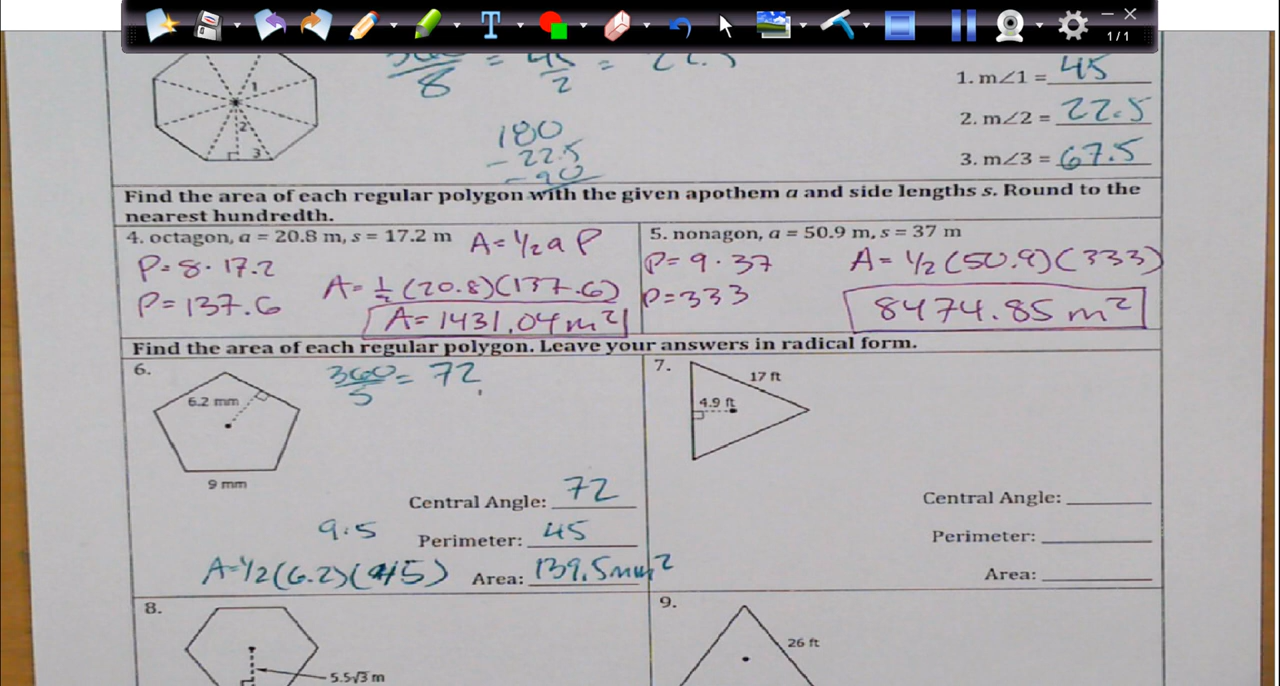 T
1/1
360/8 = 45/2 = 22.5
1
2
3
180
- 22.5
- 90
1. m∠1 = 45
2. m∠2 = 22.5
3. m∠3 = 67.5
Find the area of each regular polygon with the given apothem a and side lengths s. Round to the
nearest hundredth.
4. octagon, a = 20.8 m, s = 17.2 m A = ½ a P
P = 8 · 17.2
P = 137.6
A = ½ (20.8)(137.6)
A = 1431.04 m²
5. nonagon, a = 50.9 m, s = 37 m
P = 9 · 37
A = ½ (50.9)(333)
P = 333
8474.85 m²
Find the area of each regular polygon. Leave your answers in radical form.
6.
360/5 = 72
6.2 mm
9 mm
Central Angle: 72
9·5 Perimeter: 45
A = ½ (6.2)(45) Area: 139.5 mm²
7.
17 ft
4.9 ft
Central Angle:
Perimeter:
Area:
8.
5.5√3 m
9.
26 ft